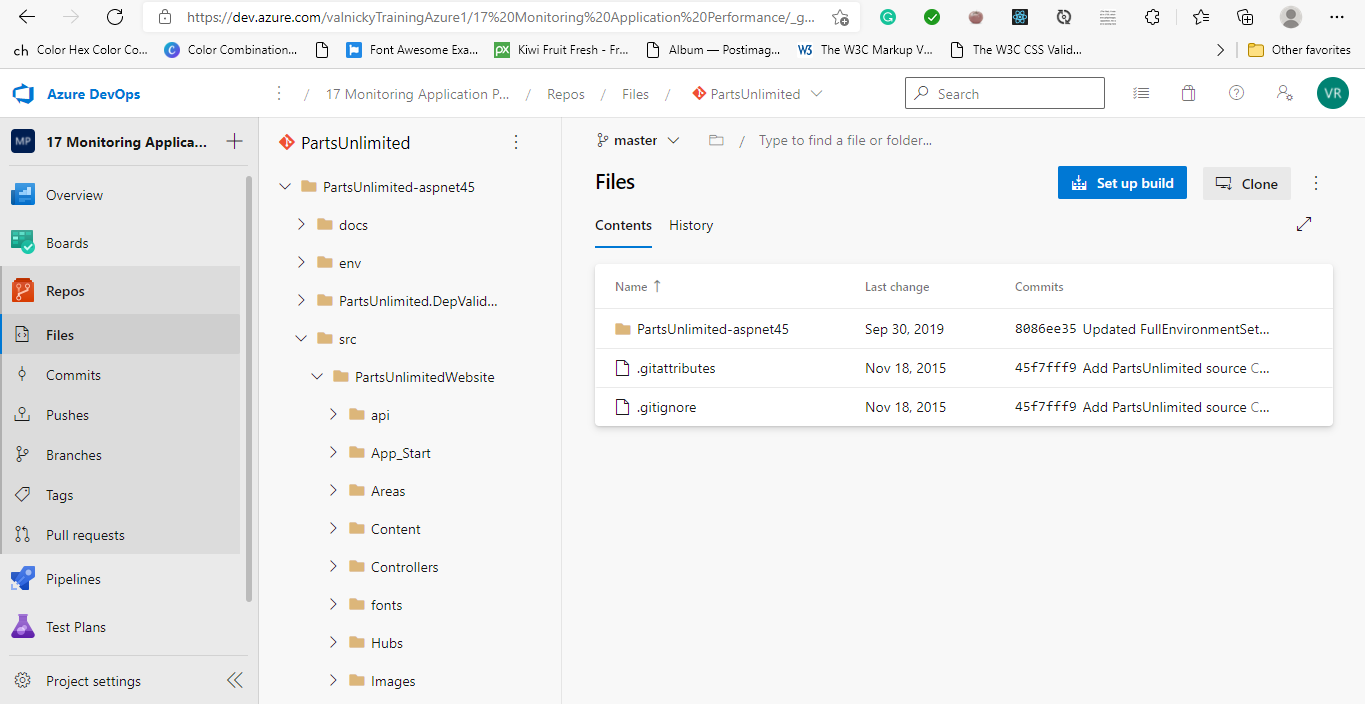 https://dev.azure.com/valnickyTrainingAzure1/17%20Monitoring%20Application%20Performance/_g...
ch Color Hex Color Co...
C Color Combination...
Font Awesome Exa...
px Kiwi Fruit Fresh - Fr...
Album — Postimag...
W3 The W3C Markup V...
The W3C CSS Valid...
Other favorites
Azure DevOps
/ 17 Monitoring Application P... / Repos / Files / PartsUnlimited
Search
VR
MP 17 Monitoring Applica...
Overview
Boards
Repos
Files
Commits
Pushes
Branches
Tags
Pull requests
Pipelines
Test Plans
Project settings
PartsUnlimited
PartsUnlimited-aspnet45
docs
env
PartsUnlimited.DepValid...
src
PartsUnlimitedWebsite
api
App_Start
Areas
Content
Controllers
fonts
Hubs
Images
master / Type to find a file or folder...
Files
Set up build
Clone
Contents History
Name Last change Commits
PartsUnlimited-aspnet45 Sep 30, 2019 8086ee35 Updated FullEnvironmentSet...
.gitattributes Nov 18, 2015 45f7fff9 Add PartsUnlimited source C...
.gitignore Nov 18, 2015 45f7fff9 Add PartsUnlimited source C...